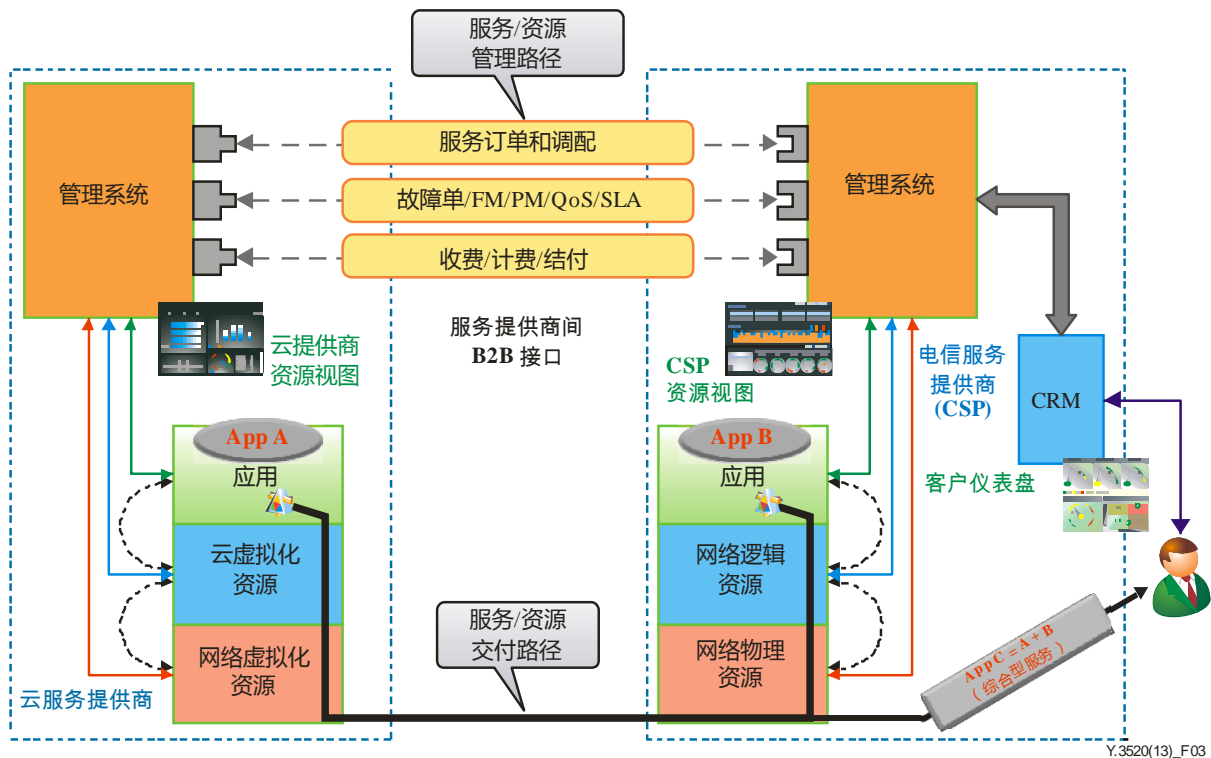 服务/资源
管理路径
管理系统
服务订单和调配
故障单/FM/PM/QoS/SLA
收费/计费/结付
管理系统
云提供商
资源视图
服务提供商间
B2B 接口
CSP
资源视图
电信服务
提供商
(CSP)
CRM
客户仪表盘
App A
应用
云虚拟化
资源
网络虚拟化
资源
云服务提供商
App B
应用
网络逻辑
资源
网络物理
资源
服务/资源
交付路径
App C = A + B
（综合型服务）
Y.3520(13)_F03